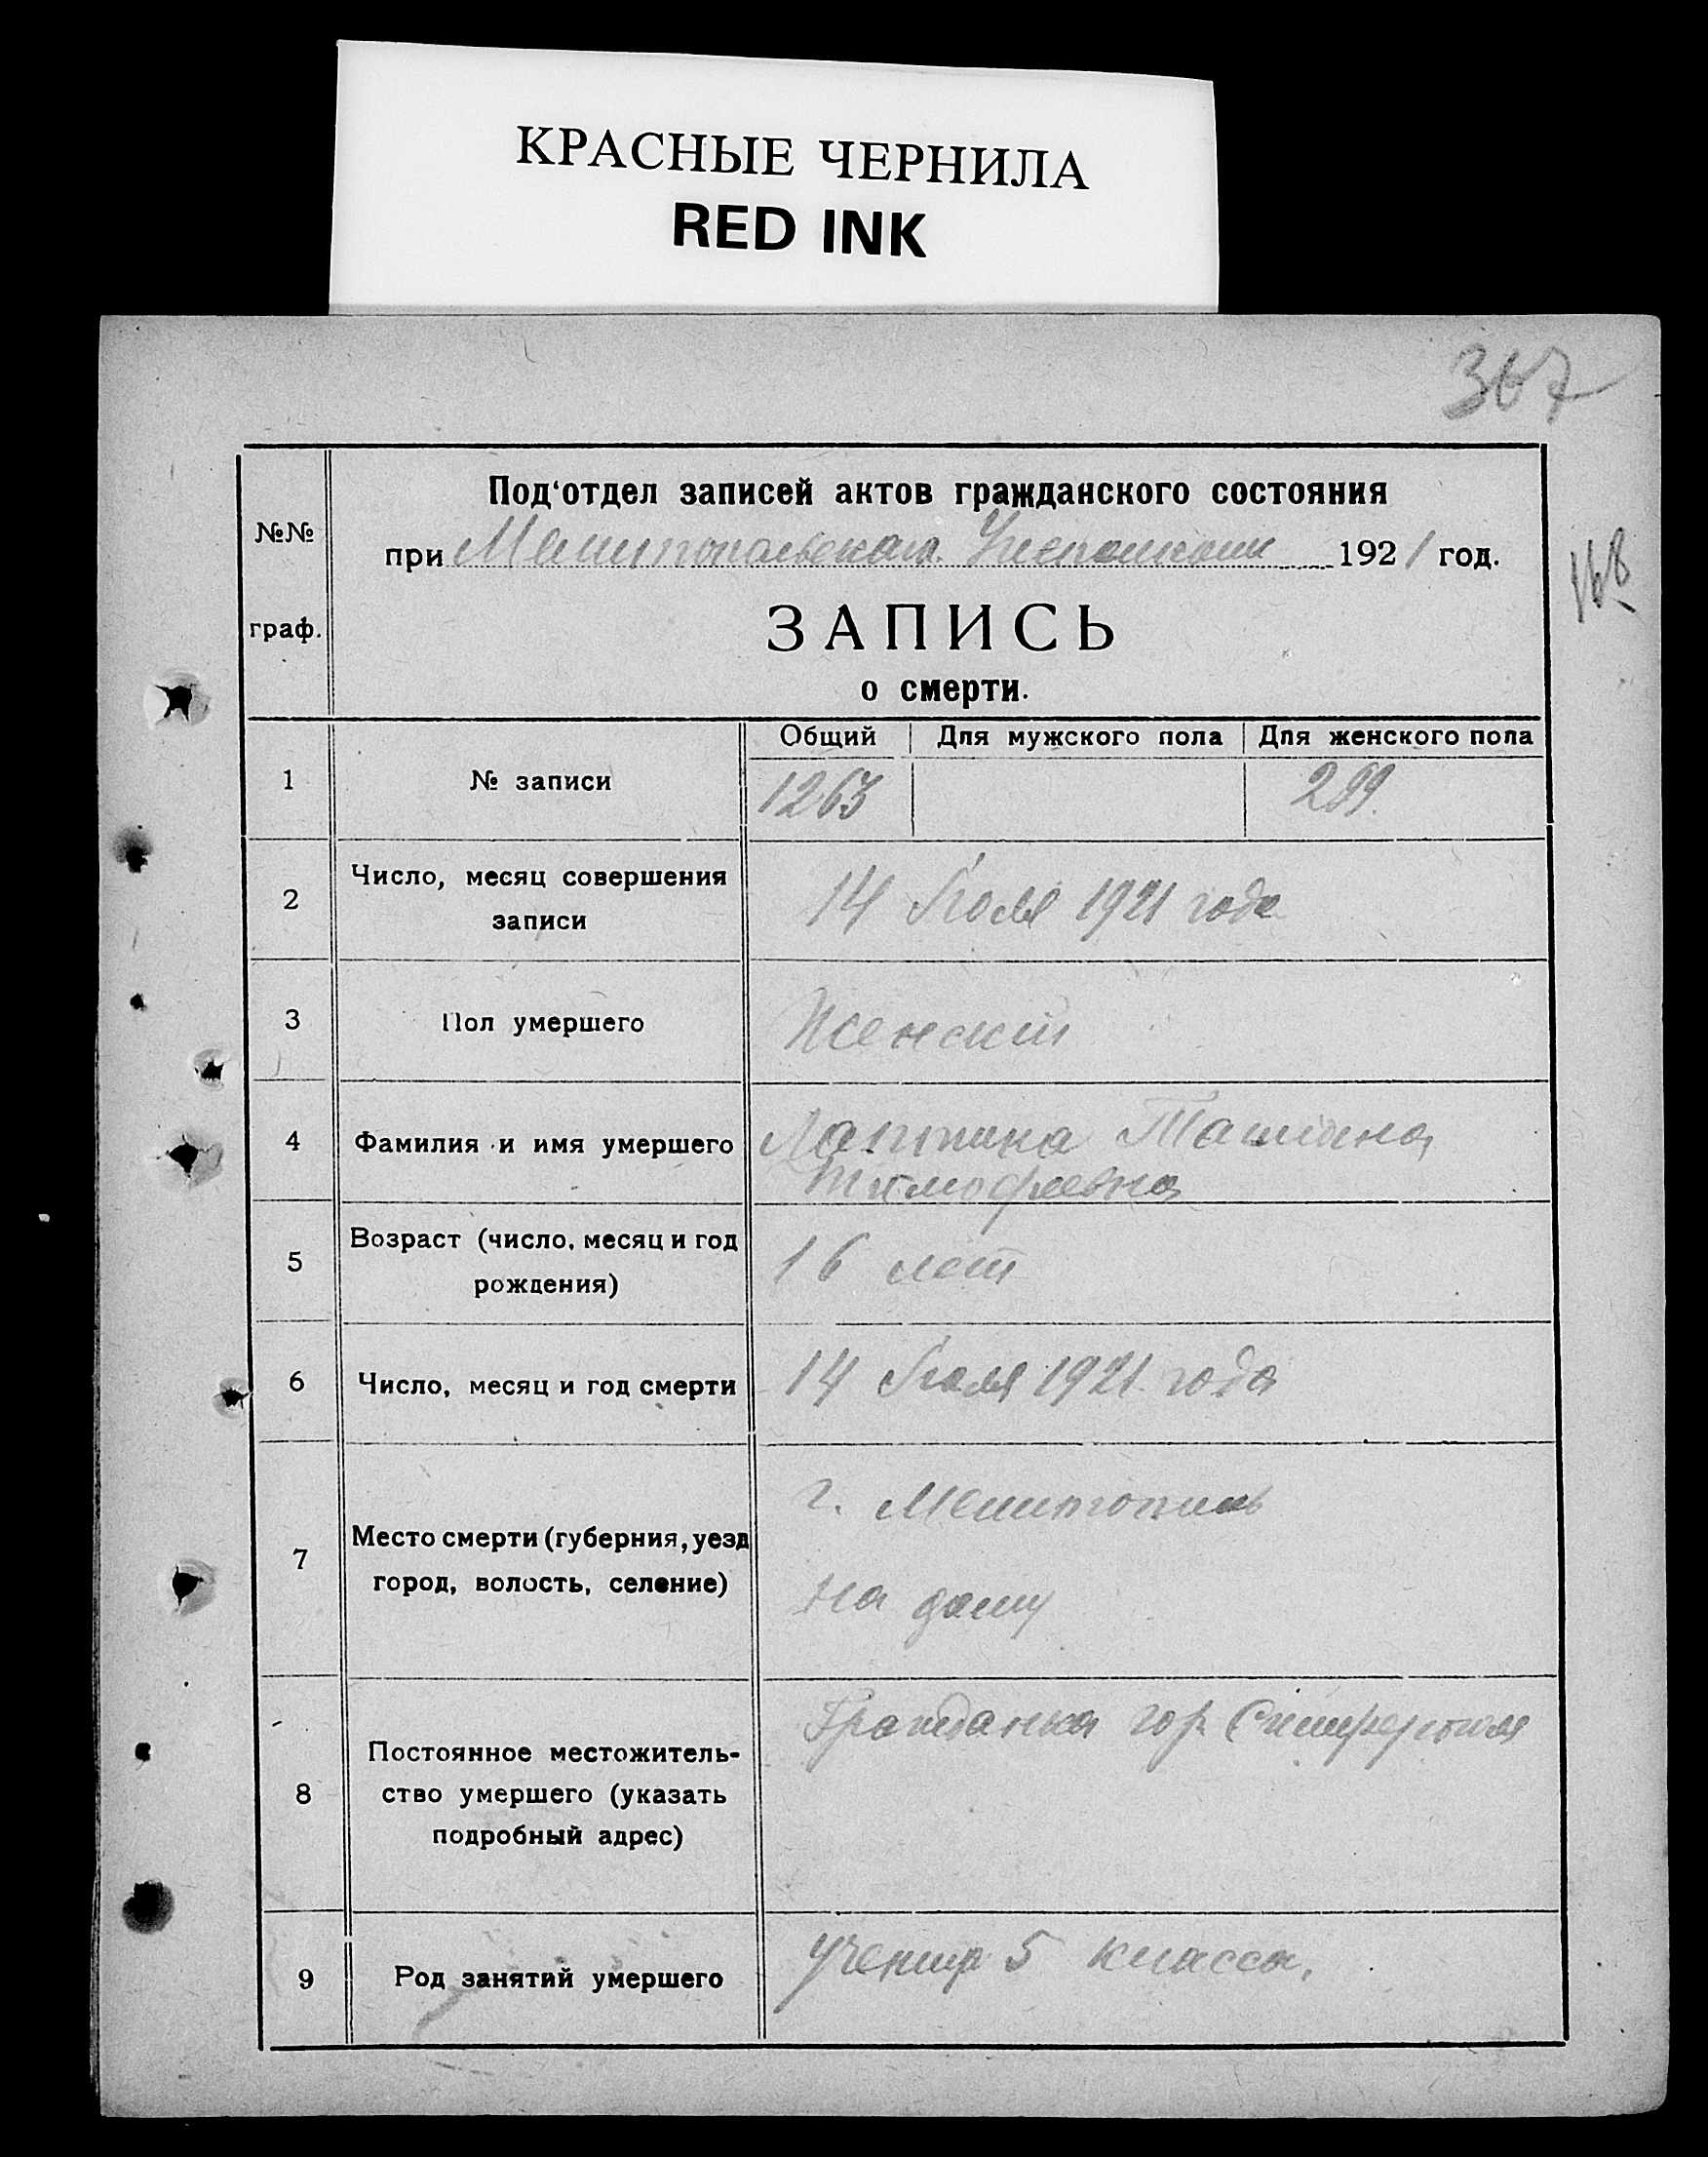 КРАСНЫЕ ЧЕРНИЛА
RED INK
367
Под‘отдел записей актов гражданского состояния
№№
при Мелитопольском 1921 год.
168
граф.
ЗАПИСЬ
о смерти.
Общий Для мужского пола Для женского пола
1 № записи 1263 299.
2 Число, месяц совершения
записи
14 Июля 1921 года
3 Пол умершего Женский
4 Фамилия и имя умершего Лаптина Татиана
Тимофеевна
5 Возраст (число, месяц и год
рождения)
16 лет
6 Число, месяц и год смерти 14 Июля 1921 года
г. Мелитополь
7 Место смерти (губерния, уезд
город, волость, селение)
на дому
Гражданка гор. Симферополя
8 Постоянное местожитель-
ство умершего (указать
подробный адрес)
9 Род занятий умершего учениц 5 класса.